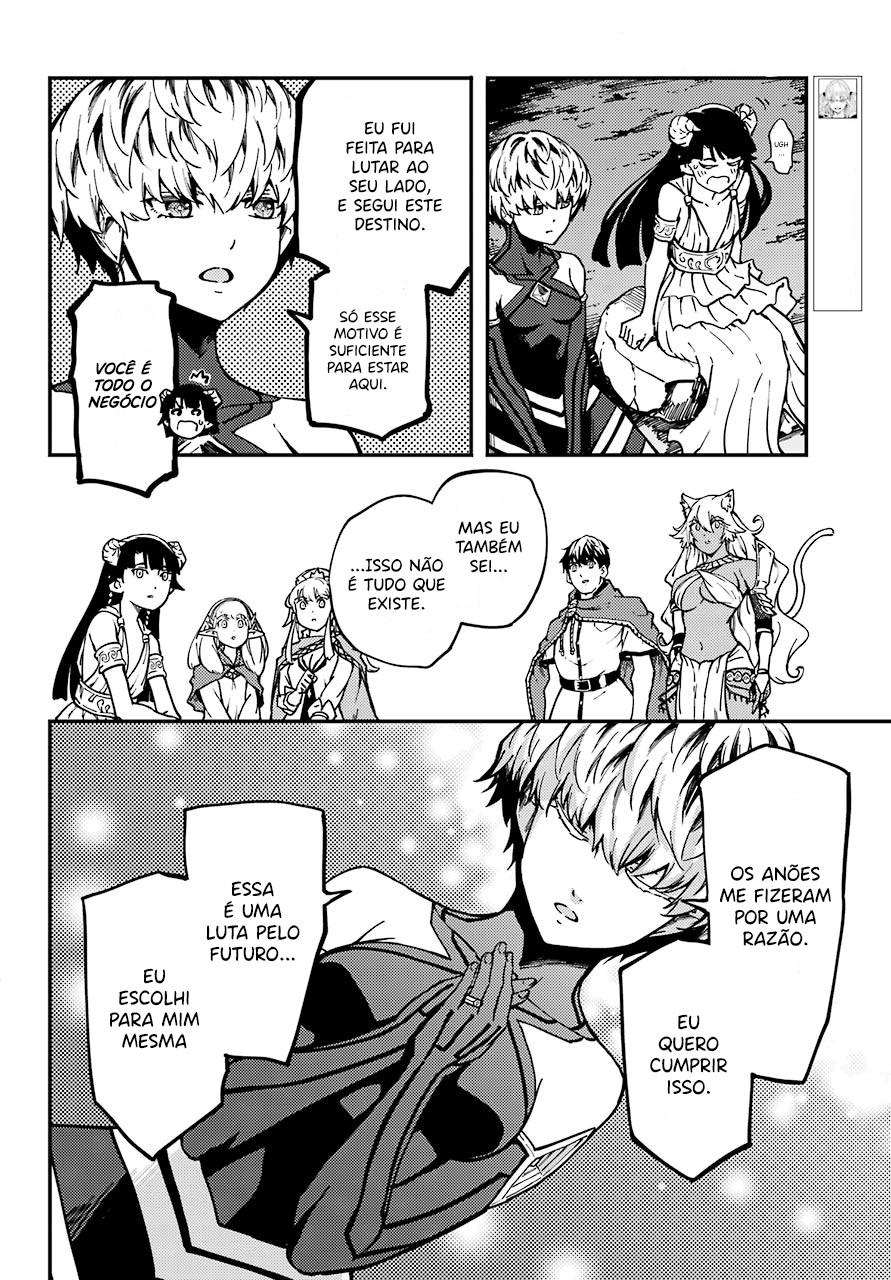 UGH
...
EU FUI
FEITA PARA
LUTAR AO
SEU LADO,
E SEGUI ESTE
DESTINO.
SÓ ESSE
MOTIVO É
SUFICIENTE
PARA ESTAR
AQUI.
VOCÊ É
TODO O
NEGÓCIO
MAS EU
TAMBÉM
SEI...
...ISSO NÃO
É TUDO QUE
EXISTE.
OS ANÕES
ME FIZERAM
POR UMA
RAZÃO.
EU
QUERO
CUMPRIR
ISSO.
ESSA
É UMA
LUTA PELO
FUTURO...
EU
ESCOLHI
PARA MIM
MESMA